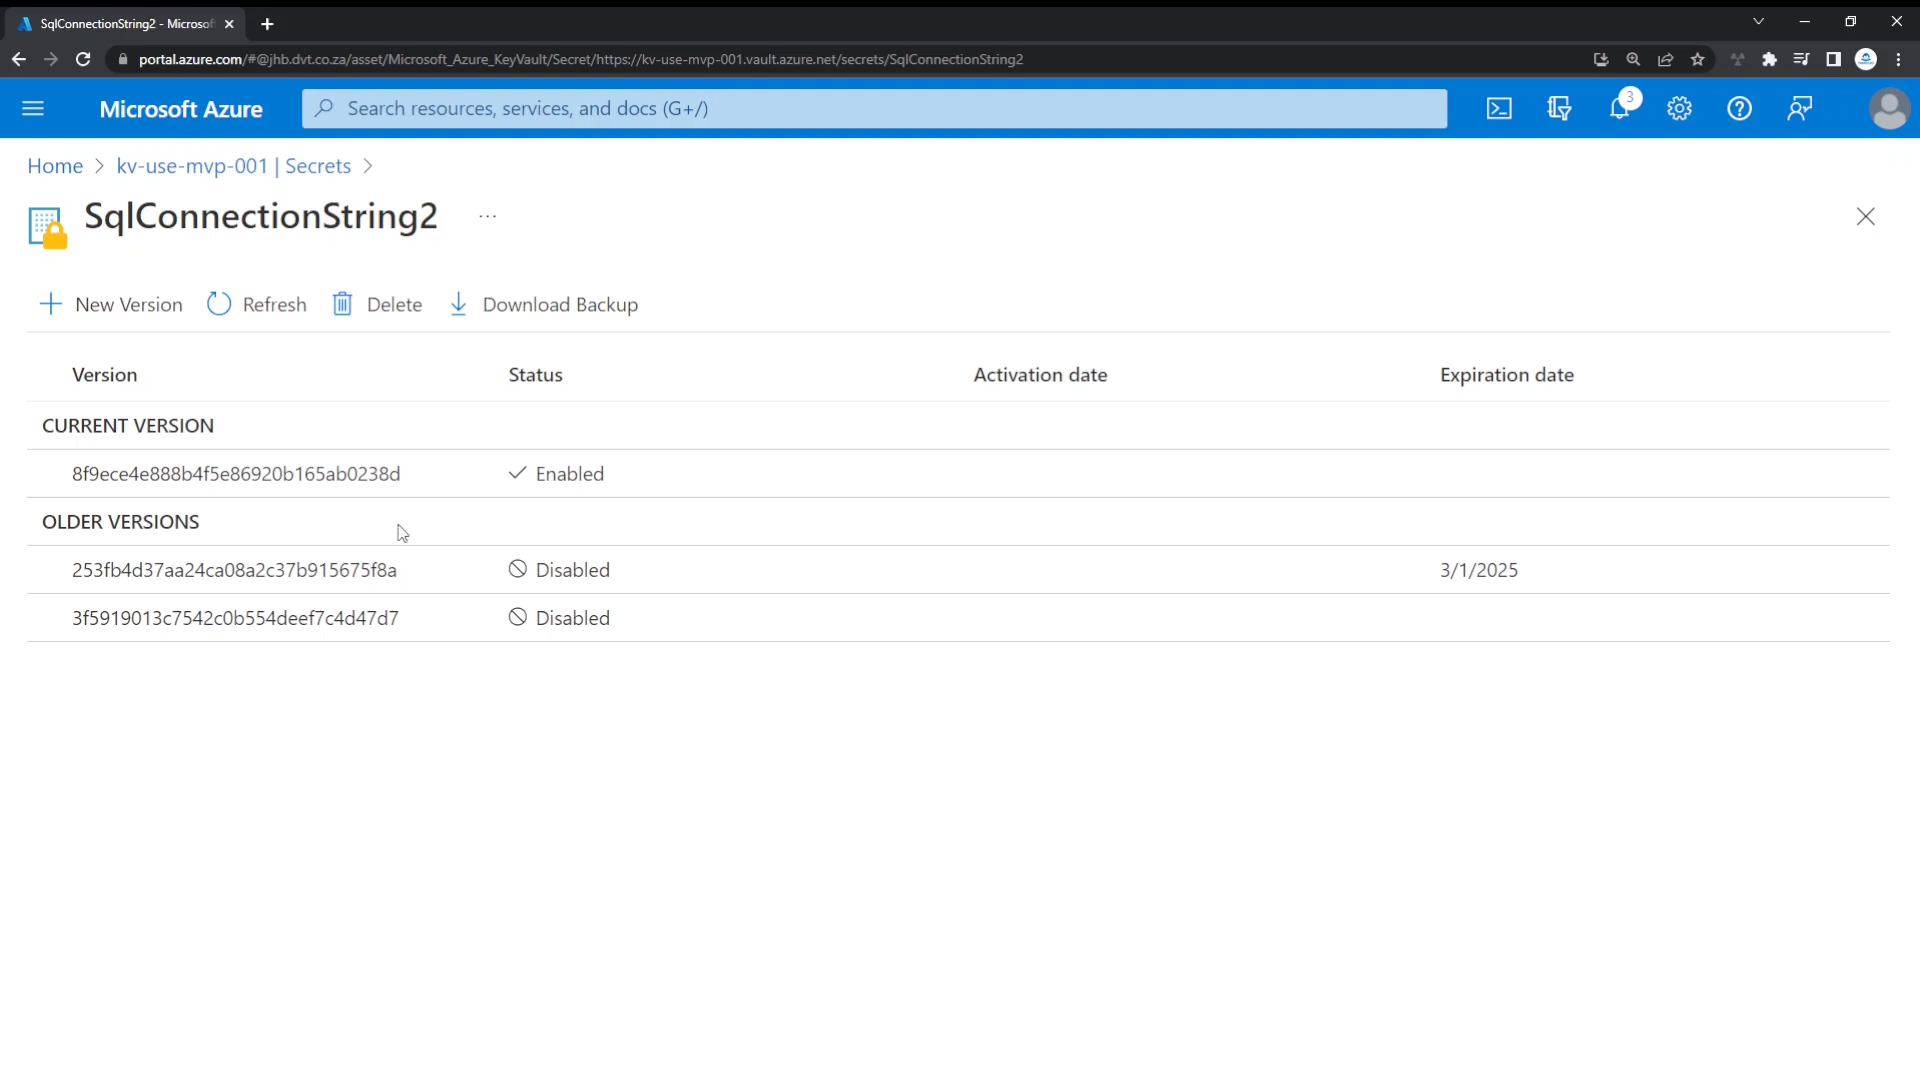 SqlConnectionString2 - Microsof
portal.azure.com/#@jhb.dvt.co.za/asset/Microsoft_Azure_KeyVault/Secret/https://kv-use-mvp-001.vault.azure.net/secrets/SqlConnectionString2
Microsoft Azure
Search resources, services, and docs (G+/)
3
Home > kv-use-mvp-001 | Secrets >
SqlConnectionString2 ...
New Version Refresh Delete Download Backup
Version Status Activation date Expiration date
CURRENT VERSION
8f9ece4e888b4f5e86920b165ab0238d Enabled
OLDER VERSIONS
253fb4d37aa24ca08a2c37b915675f8a Disabled 3/1/2025
3f5919013c7542c0b554deef7c4d47d7 Disabled